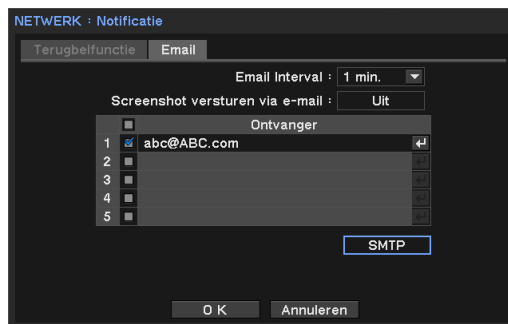 NETWERK : Notificatie
Terugbelfunctie Email
Email Interval : 1 min.
Screenshot versturen via e-mail : Uit
Ontvanger
1 abc@ABC.com
2
3
4
5
SMTP
OK Annuleren